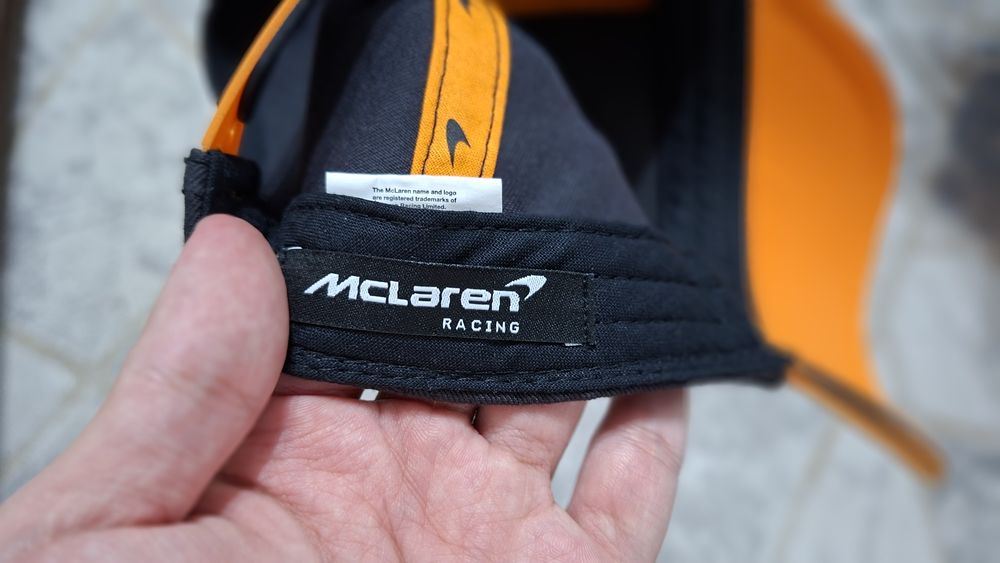 The McLaren name and logo
are registered trademarks of
Racing Limited.
McLaren
RACING